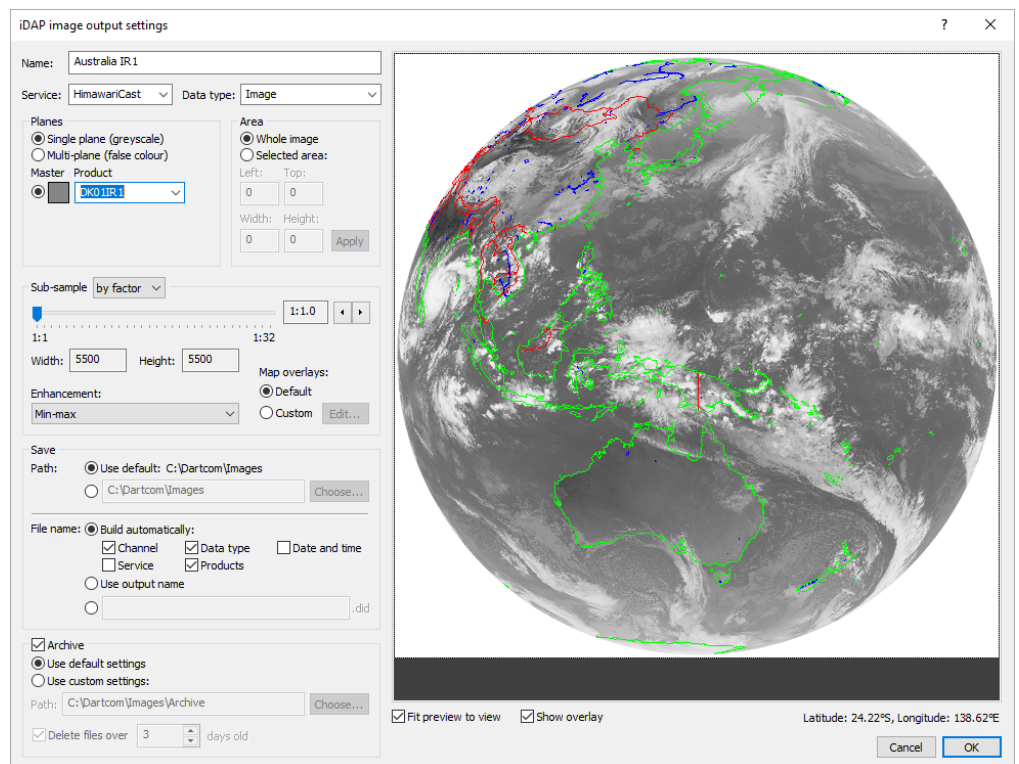 iDAP image output settings
?
Name: Australia IR1
Service: HimawariCast Data type: Image
Planes
Single plane (greyscale)
Multi-plane (false colour)
Master Product
DK01IR1
Area
Whole image
Selected area:
Left: Top:
0 0
Width: Height:
0 0 Apply
Sub-sample by factor
1:1.0
1:1 1:32
Width: 5500 Height: 5500
Enhancement:
Min-max
Map overlays:
Default
Custom Edit...
Save
Path: Use default: C:\Dartcom\Images
C:\Dartcom\Images Choose...
File name: Build automatically:
Channel Data type Date and time
Service Products
Use output name
.did
Archive
Use default settings
Use custom settings:
Path: C:\Dartcom\Images\Archive Choose...
Delete files over 3 days old
Fit preview to view Show overlay Latitude: 24.22ºS, Longitude: 138.62ºE
Cancel OK